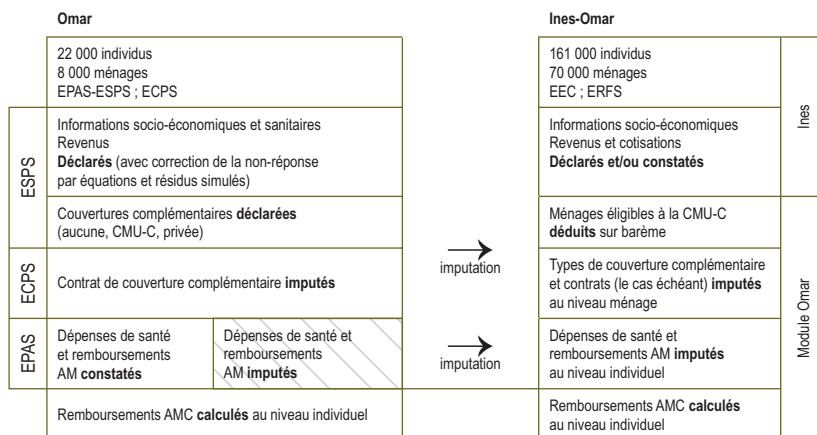 Omar
Ines-Omar
22 000 individus
8 000 ménages
EPAS-ESPS ; ECPS
161 000 individus
70 000 ménages
EEC ; ERFS
Ines
ESPS
Informations socio-économiques et sanitaires
Revenus
Déclarés (avec correction de la non-réponse
par équations et résidus simulés)
Informations socio-économiques
Revenus et cotisations
Déclarés et/ou constatés
Couvertures complémentaires déclarées
(aucune, CMU-C, privée)
imputation
Ménages éligibles à la CMU-C
déduits sur barème
Module Omar
ECPS
Contrat de couverture complémentaire imputés
Types de couverture complémentaire
et contrats (le cas échéant) imputés
au niveau ménage
EPAS
Dépenses de santé
et remboursements
AM constatés
Dépenses de santé et
remboursements
AM imputés
imputation
Dépenses de santé et
remboursements AM imputés
au niveau individuel
Remboursements AMC calculés au niveau individuel
Remboursements AMC calculés
au niveau individuel